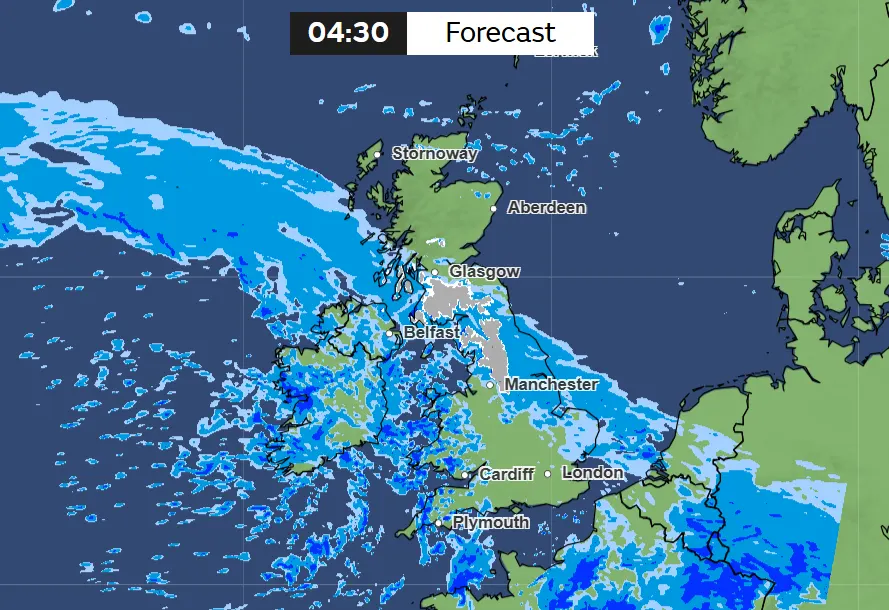 04:30 Forecast
Stornoway
Aberdeen
Glasgow
Belfast
Manchester
Cardiff
London
Plymouth